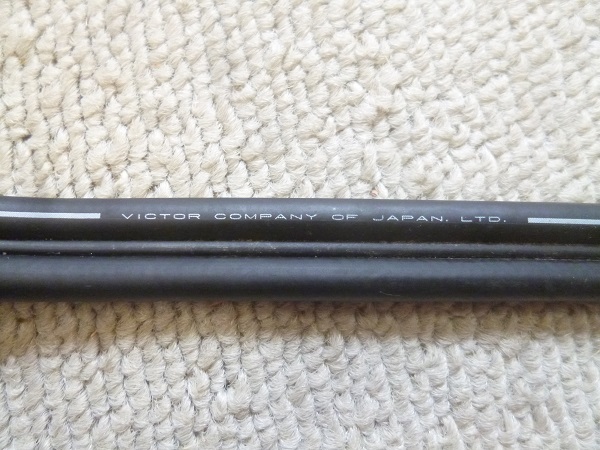 VICTOR COMPANY OF JAPAN, LTD.